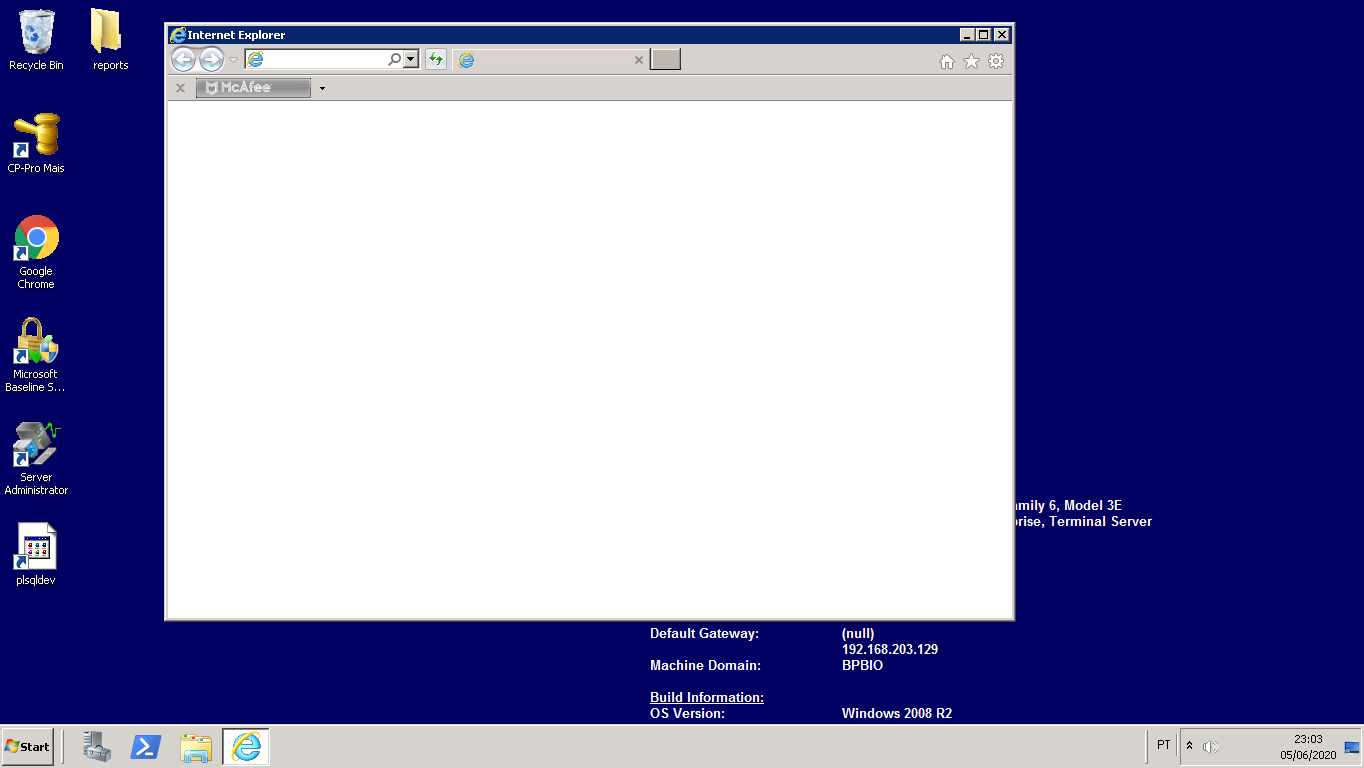 Recycle Bin
reports
CP-Pro Mais
Google
Chrome
Microsoft
Baseline S...
Server
Administrator
plsqldev
Internet Explorer
McAfee
amily 6, Model 3E
prise, Terminal Server
Default Gateway: (null)
192.168.203.129
Machine Domain: BPBIO
Build Information:
OS Version: Windows 2008 R2
Start
PT
23:03
05/06/2020